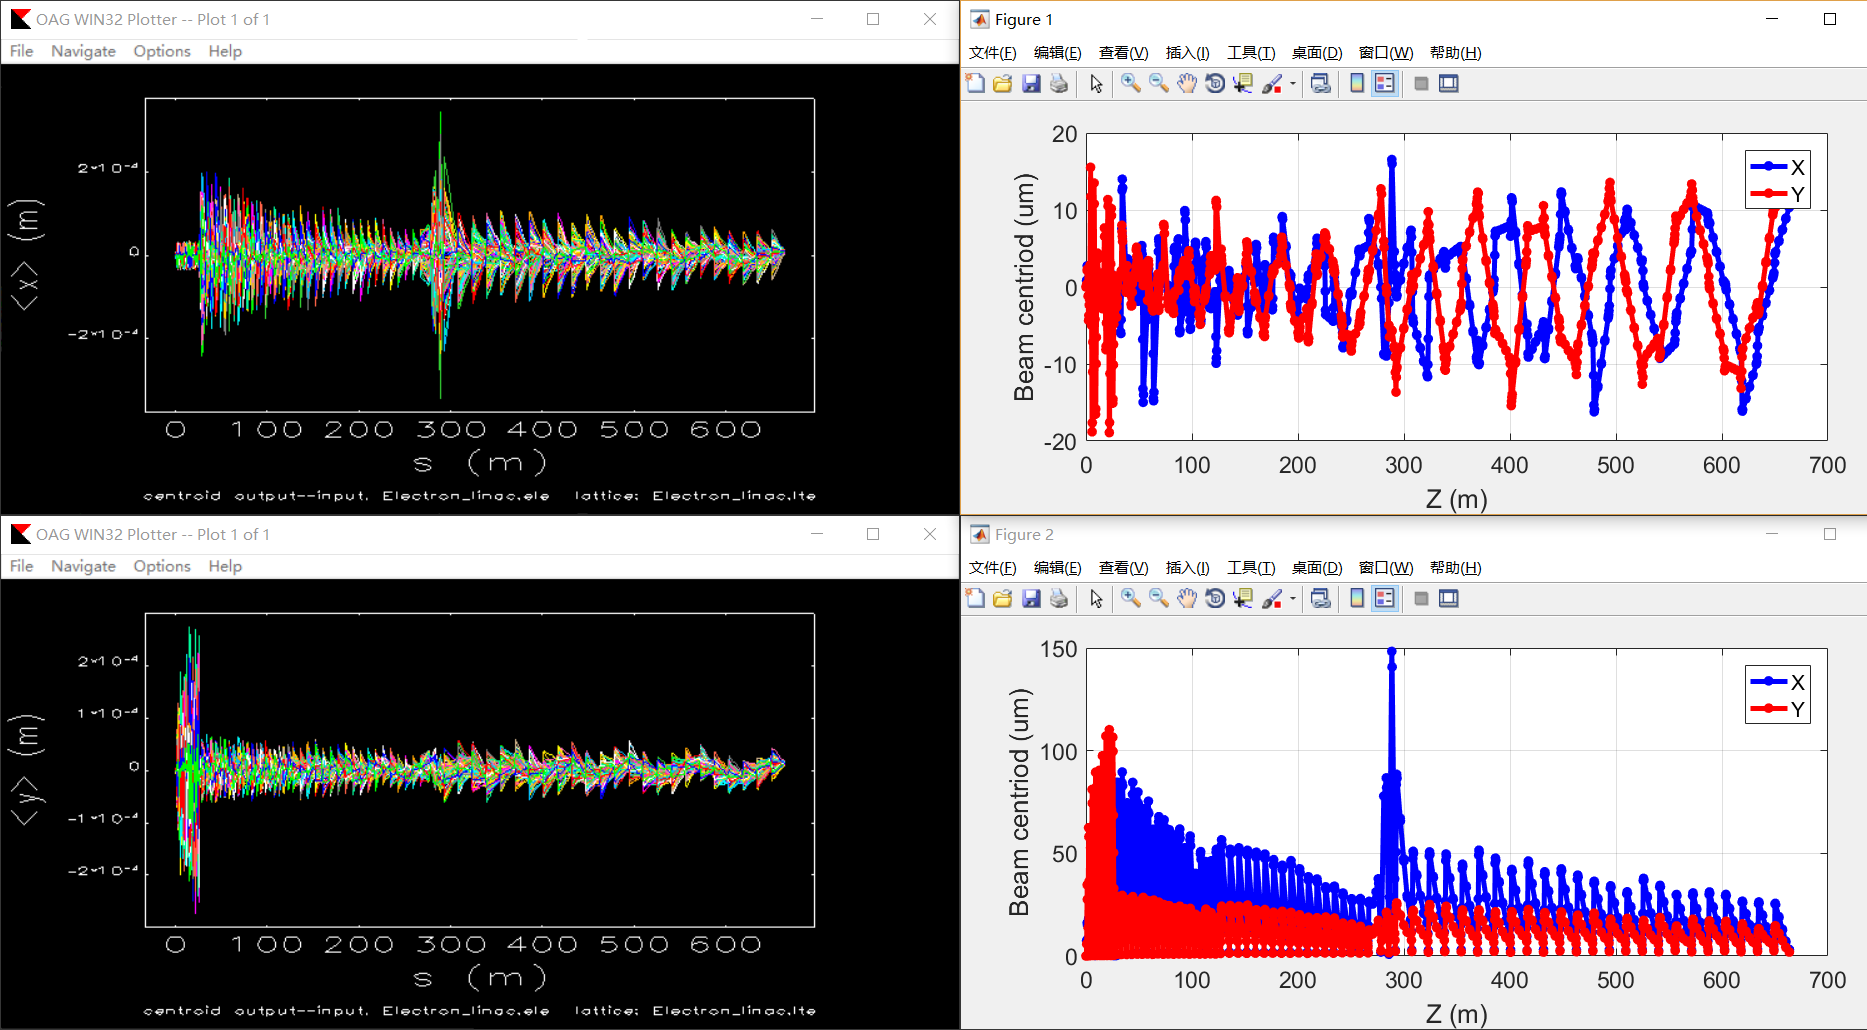 OAG WIN32 Plotter -- Plot 1 of 1
File Navigate Options Help
2*10⁻⁴
0
-2*10⁻⁴
<x> (m)
0 100 200 300 400 500 600
s (m)
centroid output--input: Electron_linac.ele lattice: Electron_linac.lte
Figure 1
文件(F) 编辑(E) 查看(V) 插入(I) 工具(T) 桌面(D) 窗口(W) 帮助(H)
20
10
0
-10
-20
Beam centriod (um)
X
Y
0 100 200 300 400 500 600 700
Z (m)
OAG WIN32 Plotter -- Plot 1 of 1
File Navigate Options Help
2*10⁻⁴
1*10⁻⁴
0
-1*10⁻⁴
-2*10⁻⁴
<y> (m)
0 100 200 300 400 500 600
s (m)
centroid output--input: Electron_linac.ele lattice: Electron_linac.lte
Figure 2
文件(F) 编辑(E) 查看(V) 插入(I) 工具(T) 桌面(D) 窗口(W) 帮助(H)
150
100
50
0
Beam centriod (um)
X
Y
0 100 200 300 400 500 600 700
Z (m)